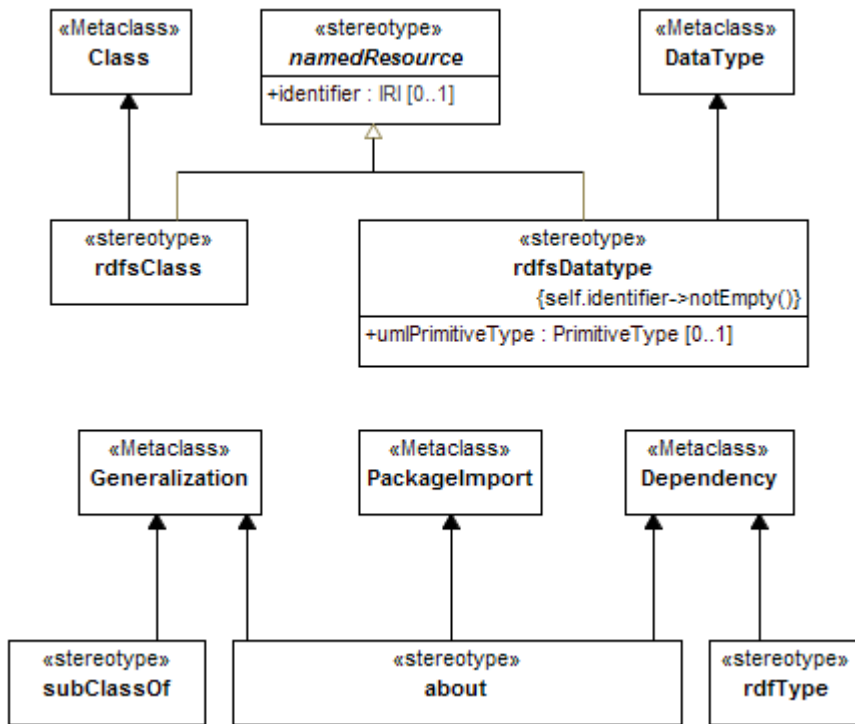 «Metaclass»
Class
«stereotype»
namedResource
+identifier : IRI [0..1]
«Metaclass»
DataType
«stereotype»
rdfsClass
«stereotype»
rdfsDatatype
{self.identifier->notEmpty()}
+umlPrimitiveType : PrimitiveType [0..1]
«Metaclass»
Generalization
«Metaclass»
PackageImport
«Metaclass»
Dependency
«stereotype»
subClassOf
«stereotype»
about
«stereotype»
rdfType